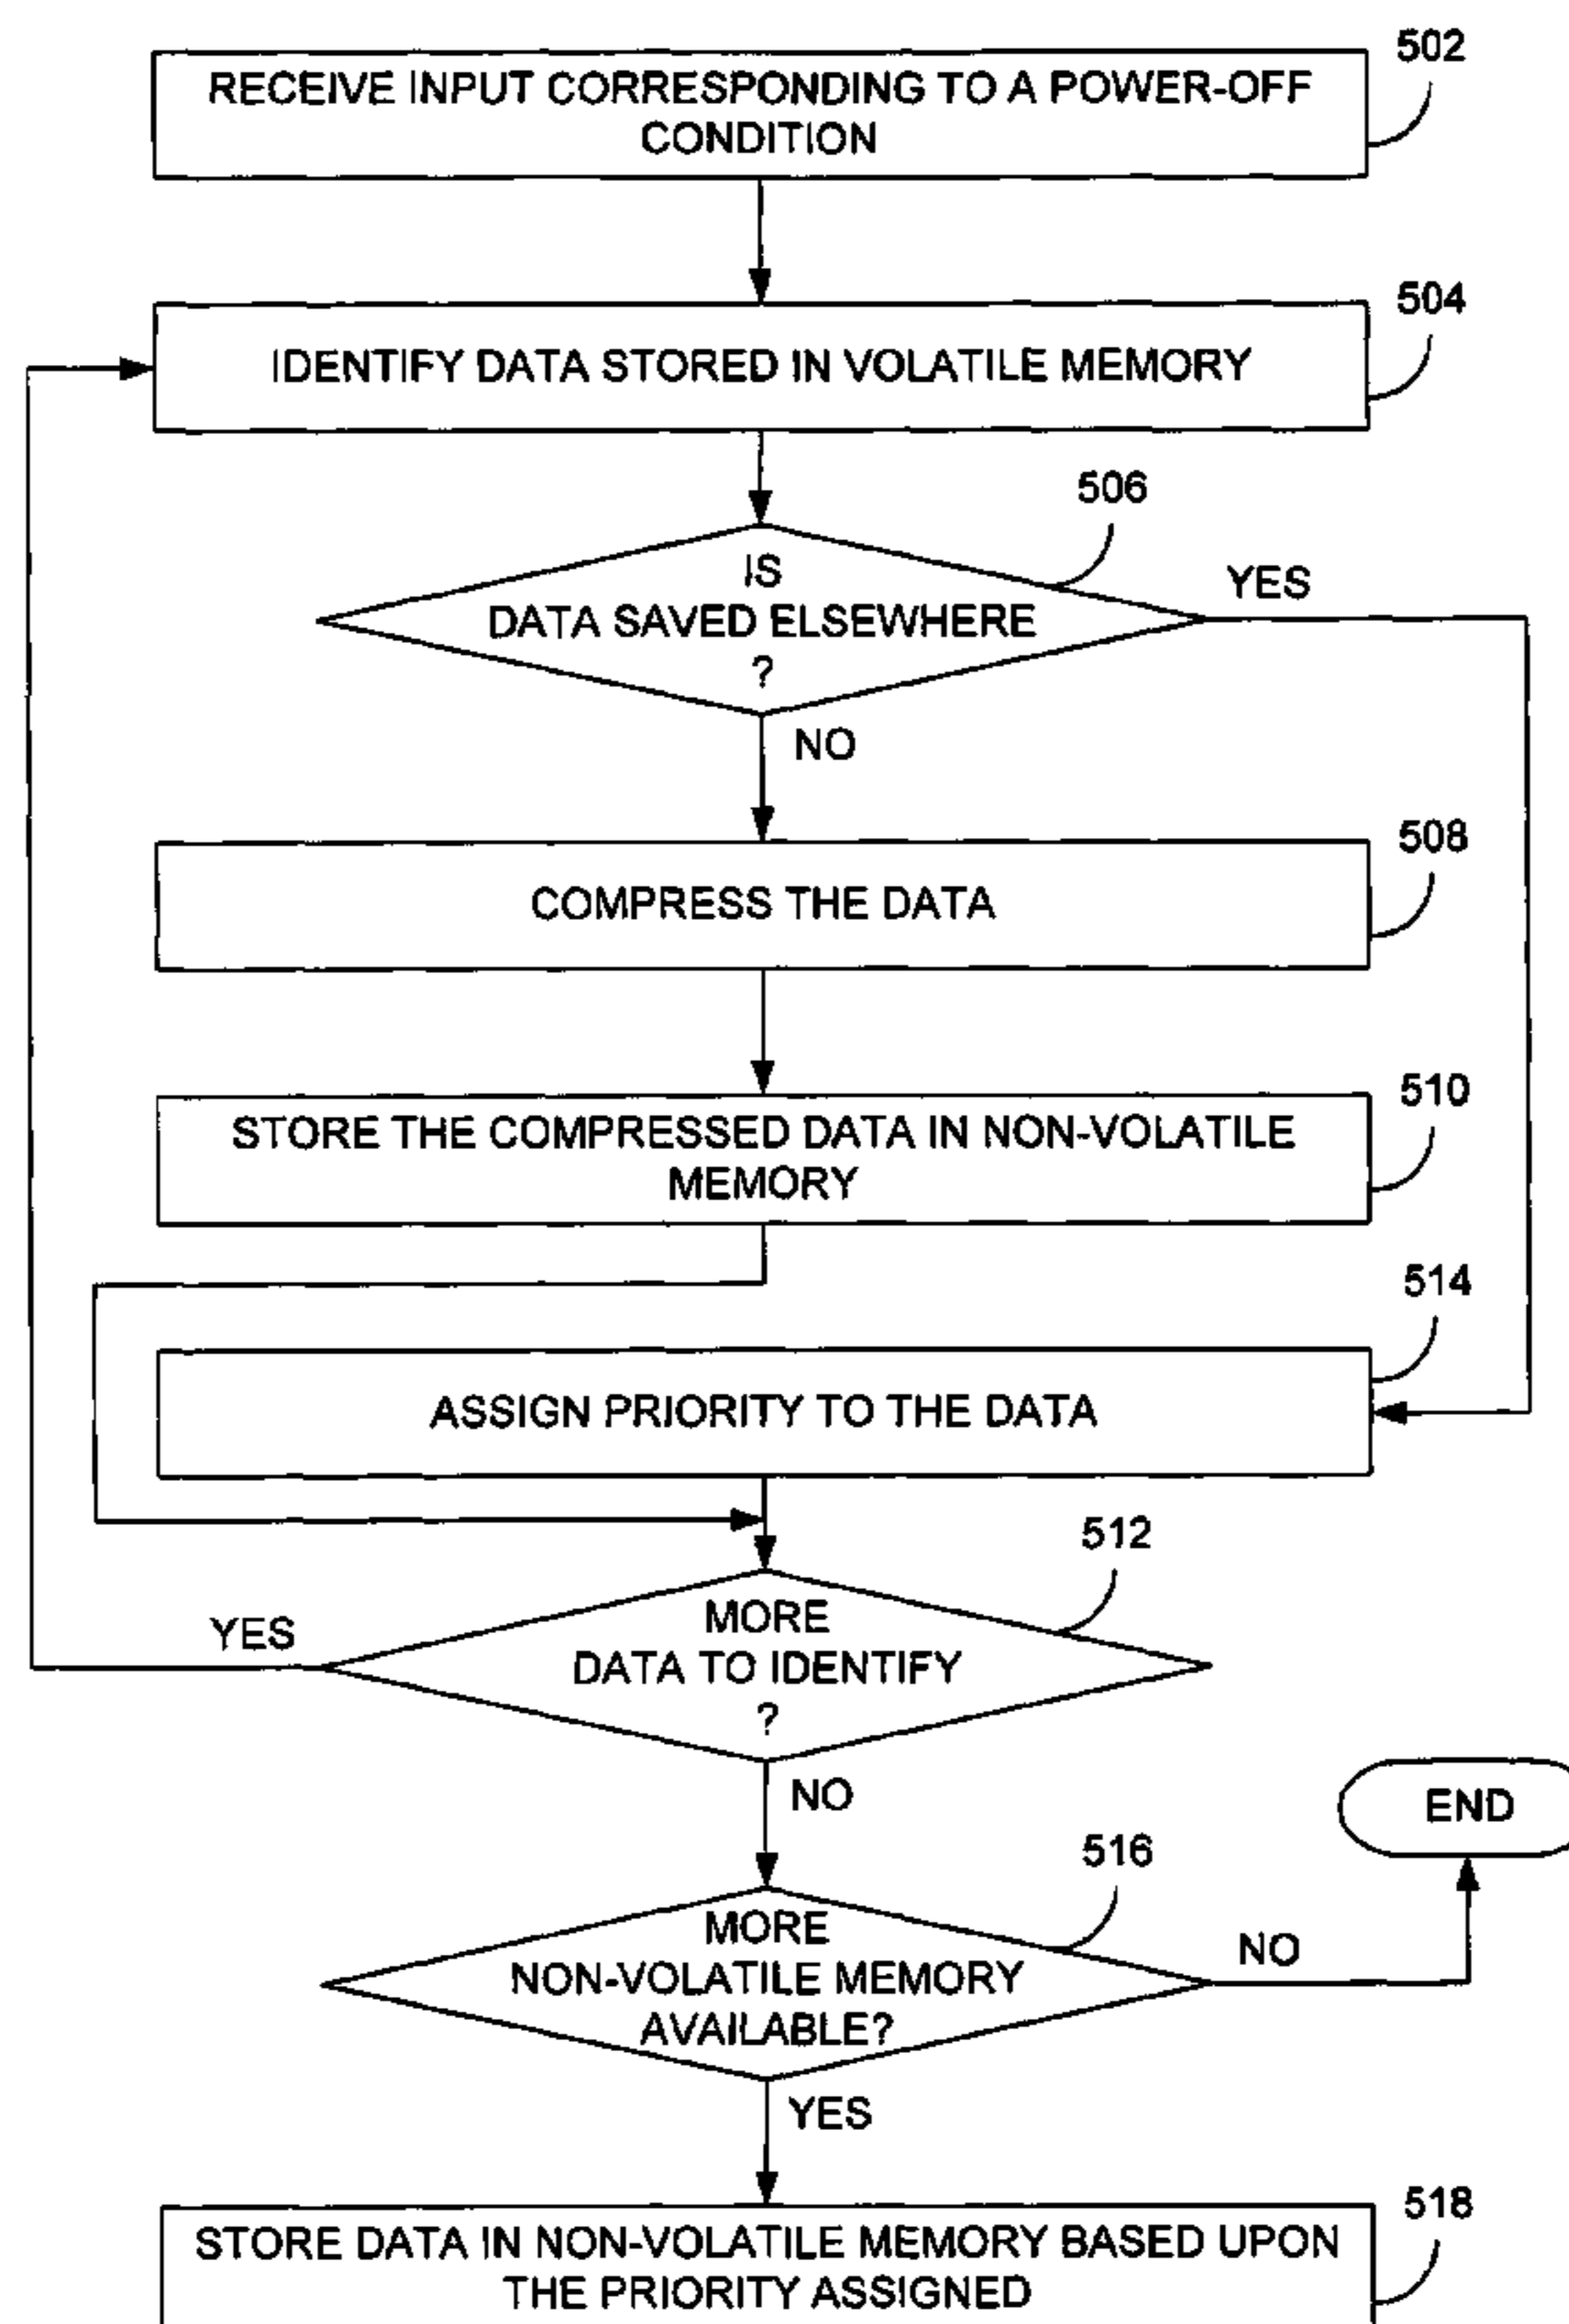 502
RECEIVE INPUT CORRESPONDING TO A POWER-OFF
CONDITION
504
IDENTIFY DATA STORED IN VOLATILE MEMORY
506
IS
DATA SAVED ELSEWHERE
?
YES
NO
508
COMPRESS THE DATA
510
STORE THE COMPRESSED DATA IN NON-VOLATILE
MEMORY
514
ASSIGN PRIORITY TO THE DATA
512
MORE
DATA TO IDENTIFY
?
YES
NO
END
516
MORE
NON-VOLATILE MEMORY
AVAILABLE?
NO
YES
518
STORE DATA IN NON-VOLATILE MEMORY BASED UPON
THE PRIORITY ASSIGNED